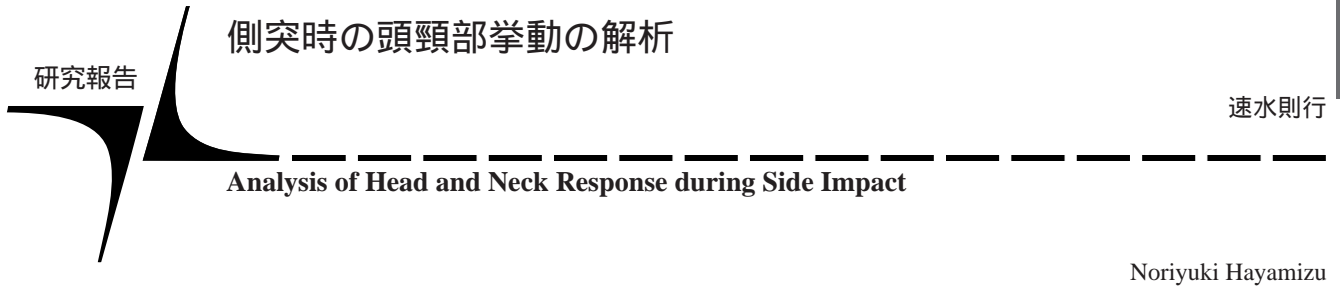 側突時の頭頸部挙動の解析
研究報告
速水則行
Analysis of Head and Neck Response during Side Impact
Noriyuki Hayamizu